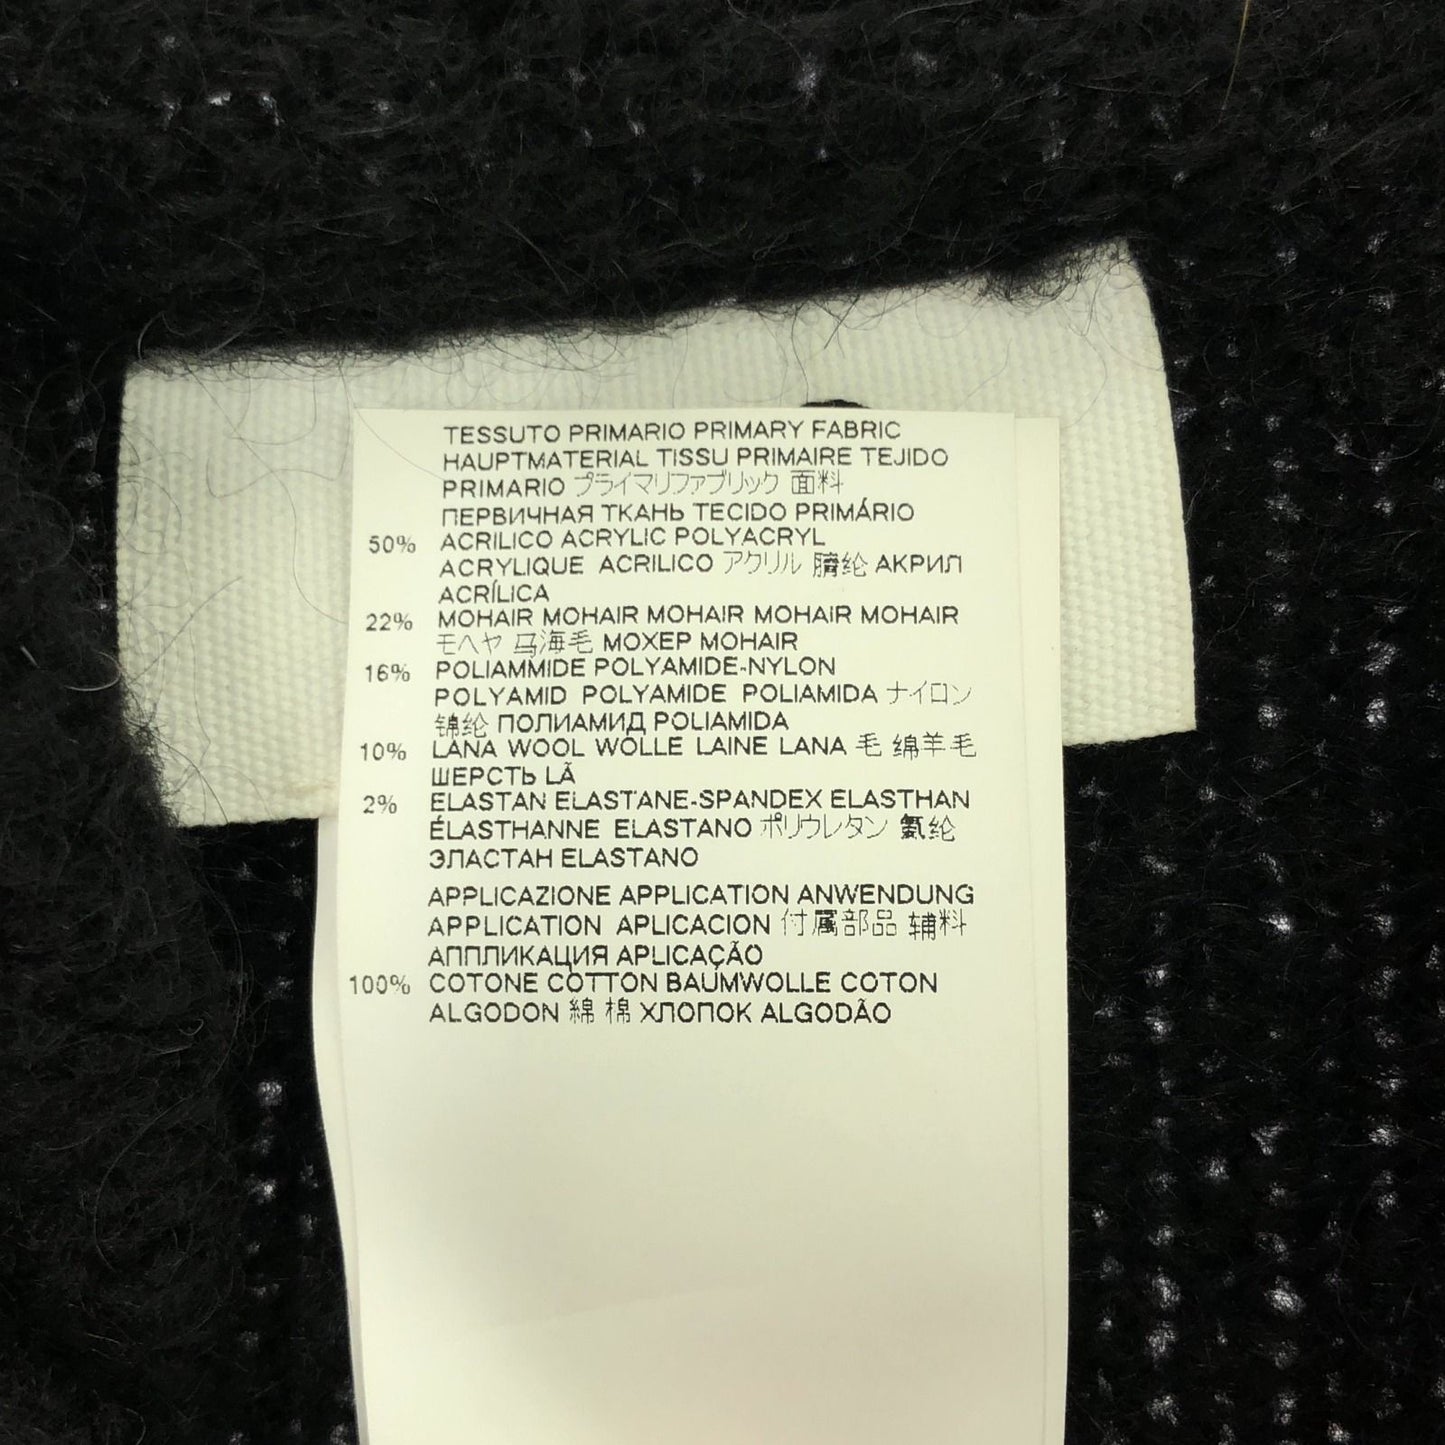 TESSUTO PRIMARIO PRIMARY FABRIC
HAUPTMATERIAL TISSU PRIMAIRE TEJIDO
PRIMARIO プライマリファブリック 面料
ПЕРВИЧНАЯ ТКАНЬ TECIDO PRIMÁRIO
50% ACRILICO ACRYLIC POLYACRYL
ACRYLIQUE ACRILICO アクリル 腈纶 АКРИЛ
ACRÍLICA
22% MOHAIR MOHAIR MOHAIR MOHAIR MOHAIR
モヘヤ 马海毛 МОХЕР MOHAIR
16% POLIAMMIDE POLYAMIDE-NYLON
POLYAMID POLYAMIDE POLIAMIDA ナイロン
锦纶 ПОЛИАМИД POLIAMIDA
10% LANA WOOL WOLLE LAINE LANA 毛 绵羊毛
ШЕРСТЬ LÃ
2% ELASTAN ELASTANE-SPANDEX ELASTHAN
ÉLASTHANNE ELASTANO ポリウレタン 氨纶
ЭЛАСТАН ELASTANO
APPLICAZIONE APPLICATION ANWENDUNG
APPLICATION APLICACION 付属部品 辅料
АППЛИКАЦИЯ APLICAÇÃO
100% COTONE COTTON BAUMWOLLE COTON
ALGODON 綿 棉 ХЛОПОК ALGODÃO